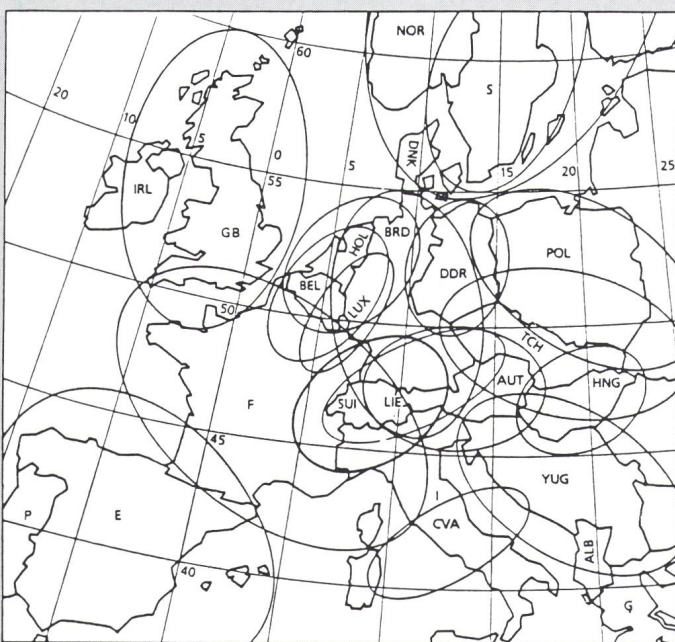 NOR
60
20
S
10
5
0
DNK
55
5
15
20
25
IRL
GB
HOL
BRD
POL
DDR
BEL
50
LUX
TCH
AUT
HNG
F
SUI
LIE
45
YUG
P
E
I
CVA
ALB
40
G